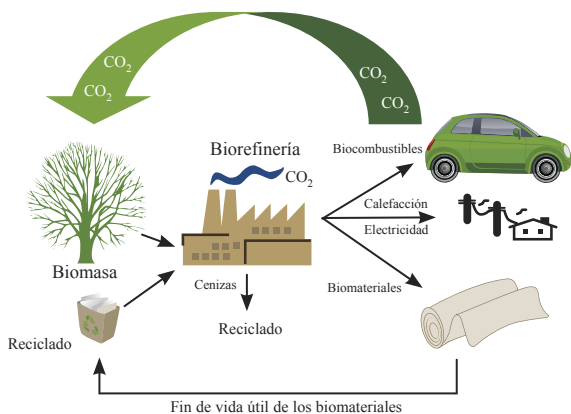 CO2
CO2
CO2
CO2
Biorefinería
CO2
Biocombustibles
Calefacción
Electricidad
Biomasa
Cenizas
Biomateriales
Reciclado
Reciclado
Fin de vida útil de los biomateriales